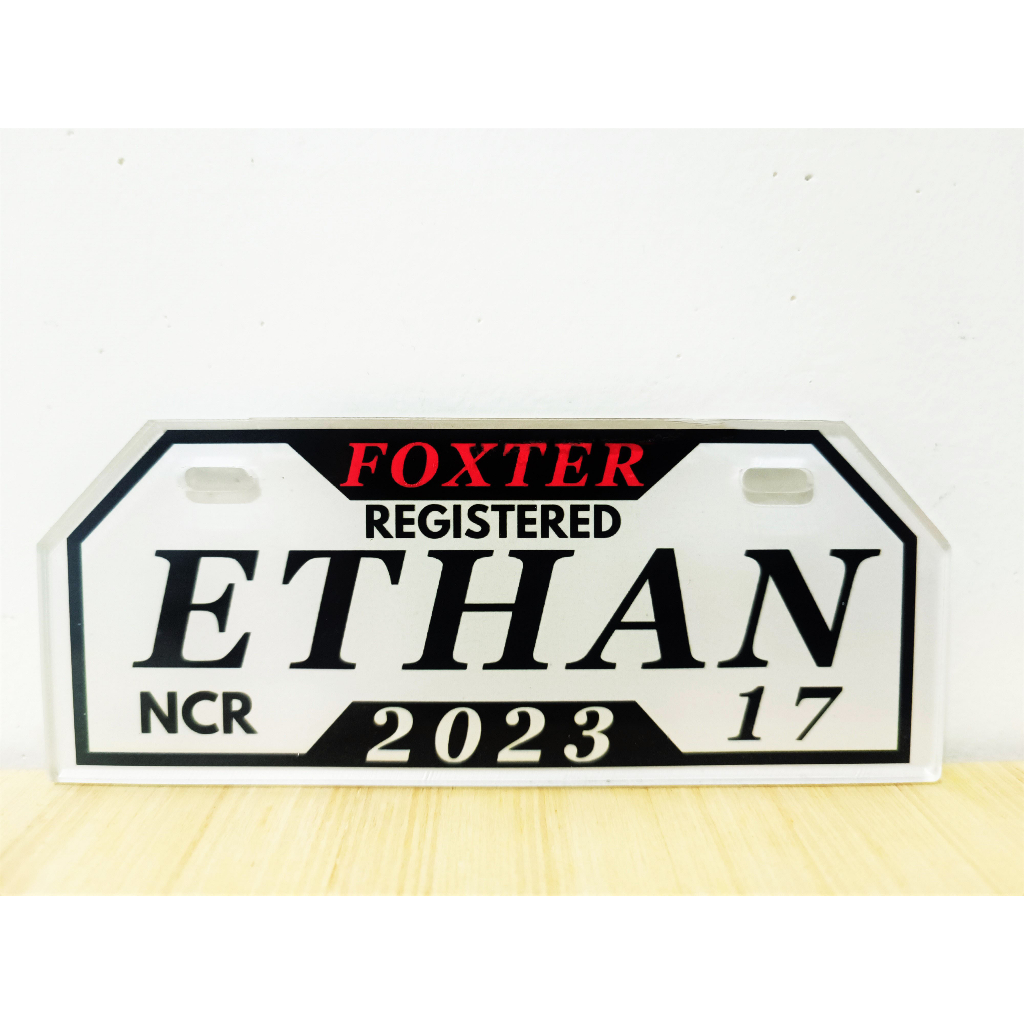 FOXTER
REGISTERED
ETHAN
NCR 2023 17